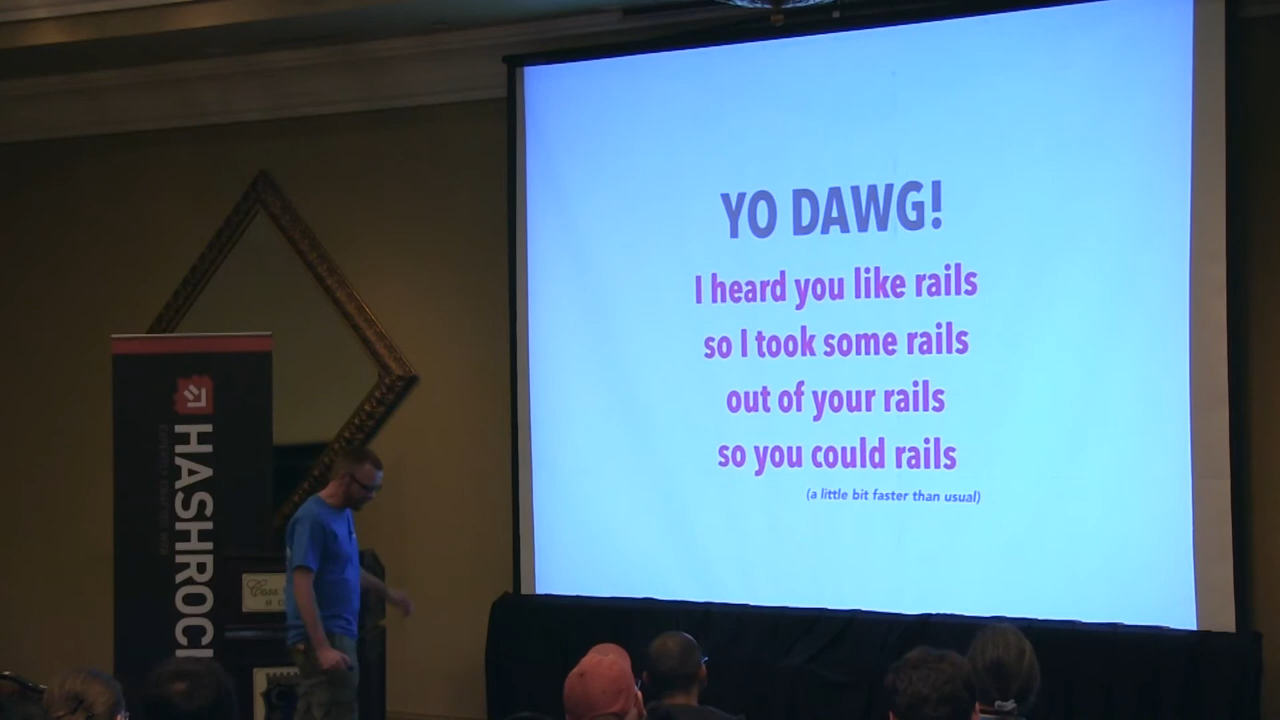 YO DAWG!
I heard you like rails
so I took some rails
out of your rails
so you could rails
(a little bit faster than usual)
HASHROC
Cass